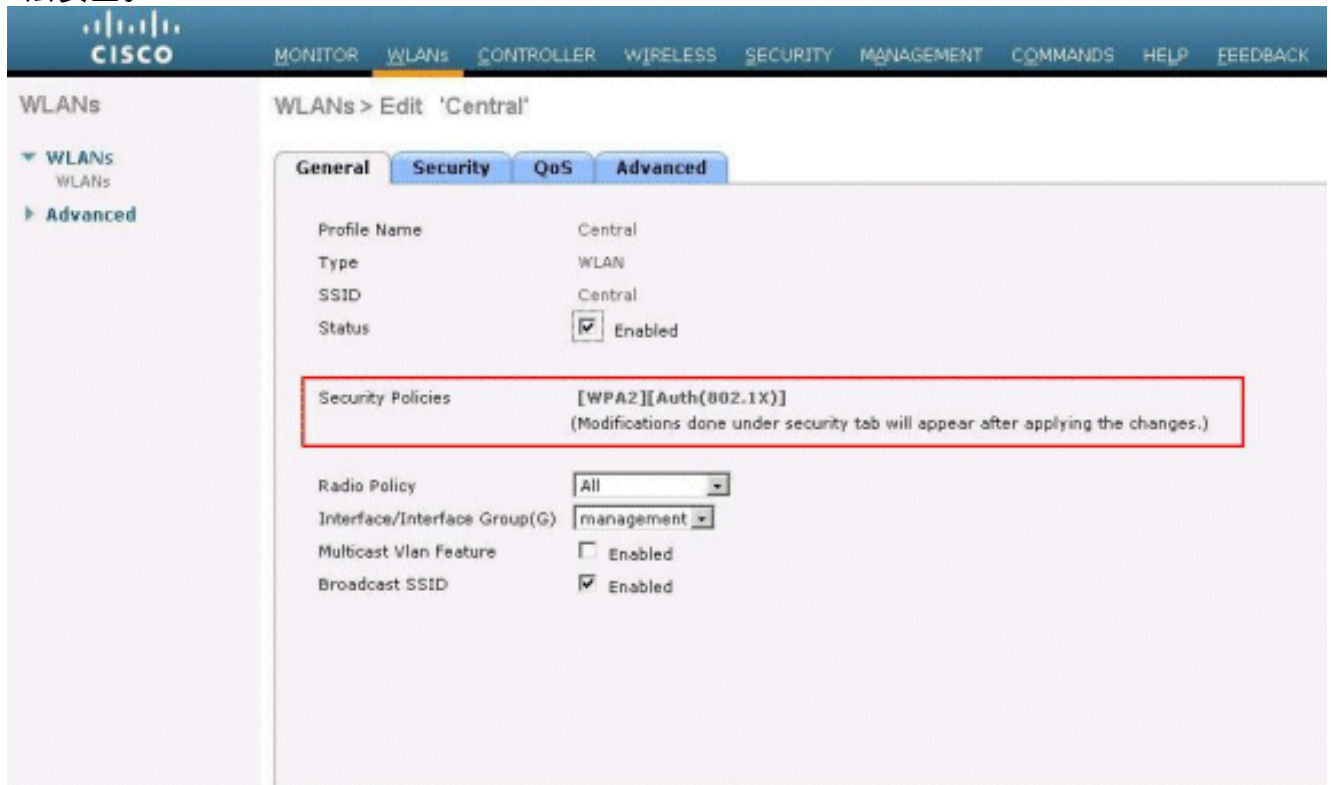 CISCO
MONITOR WLANs CONTROLLER WIRELESS SECURITY MANAGEMENT COMMANDS HELP FEEDBACK
WLANs
WLANs > Edit 'Central'
WLANs
WLANs
Advanced
General Security QoS Advanced
Profile Name Central
Type WLAN
SSID Central
Status Enabled
Security Policies [WPA2][Auth(802.1X)]
(Modifications done under security tab will appear after applying the changes.)
Radio Policy All
Interface/Interface Group(G) management
Multicast Vlan Feature Enabled
Broadcast SSID Enabled